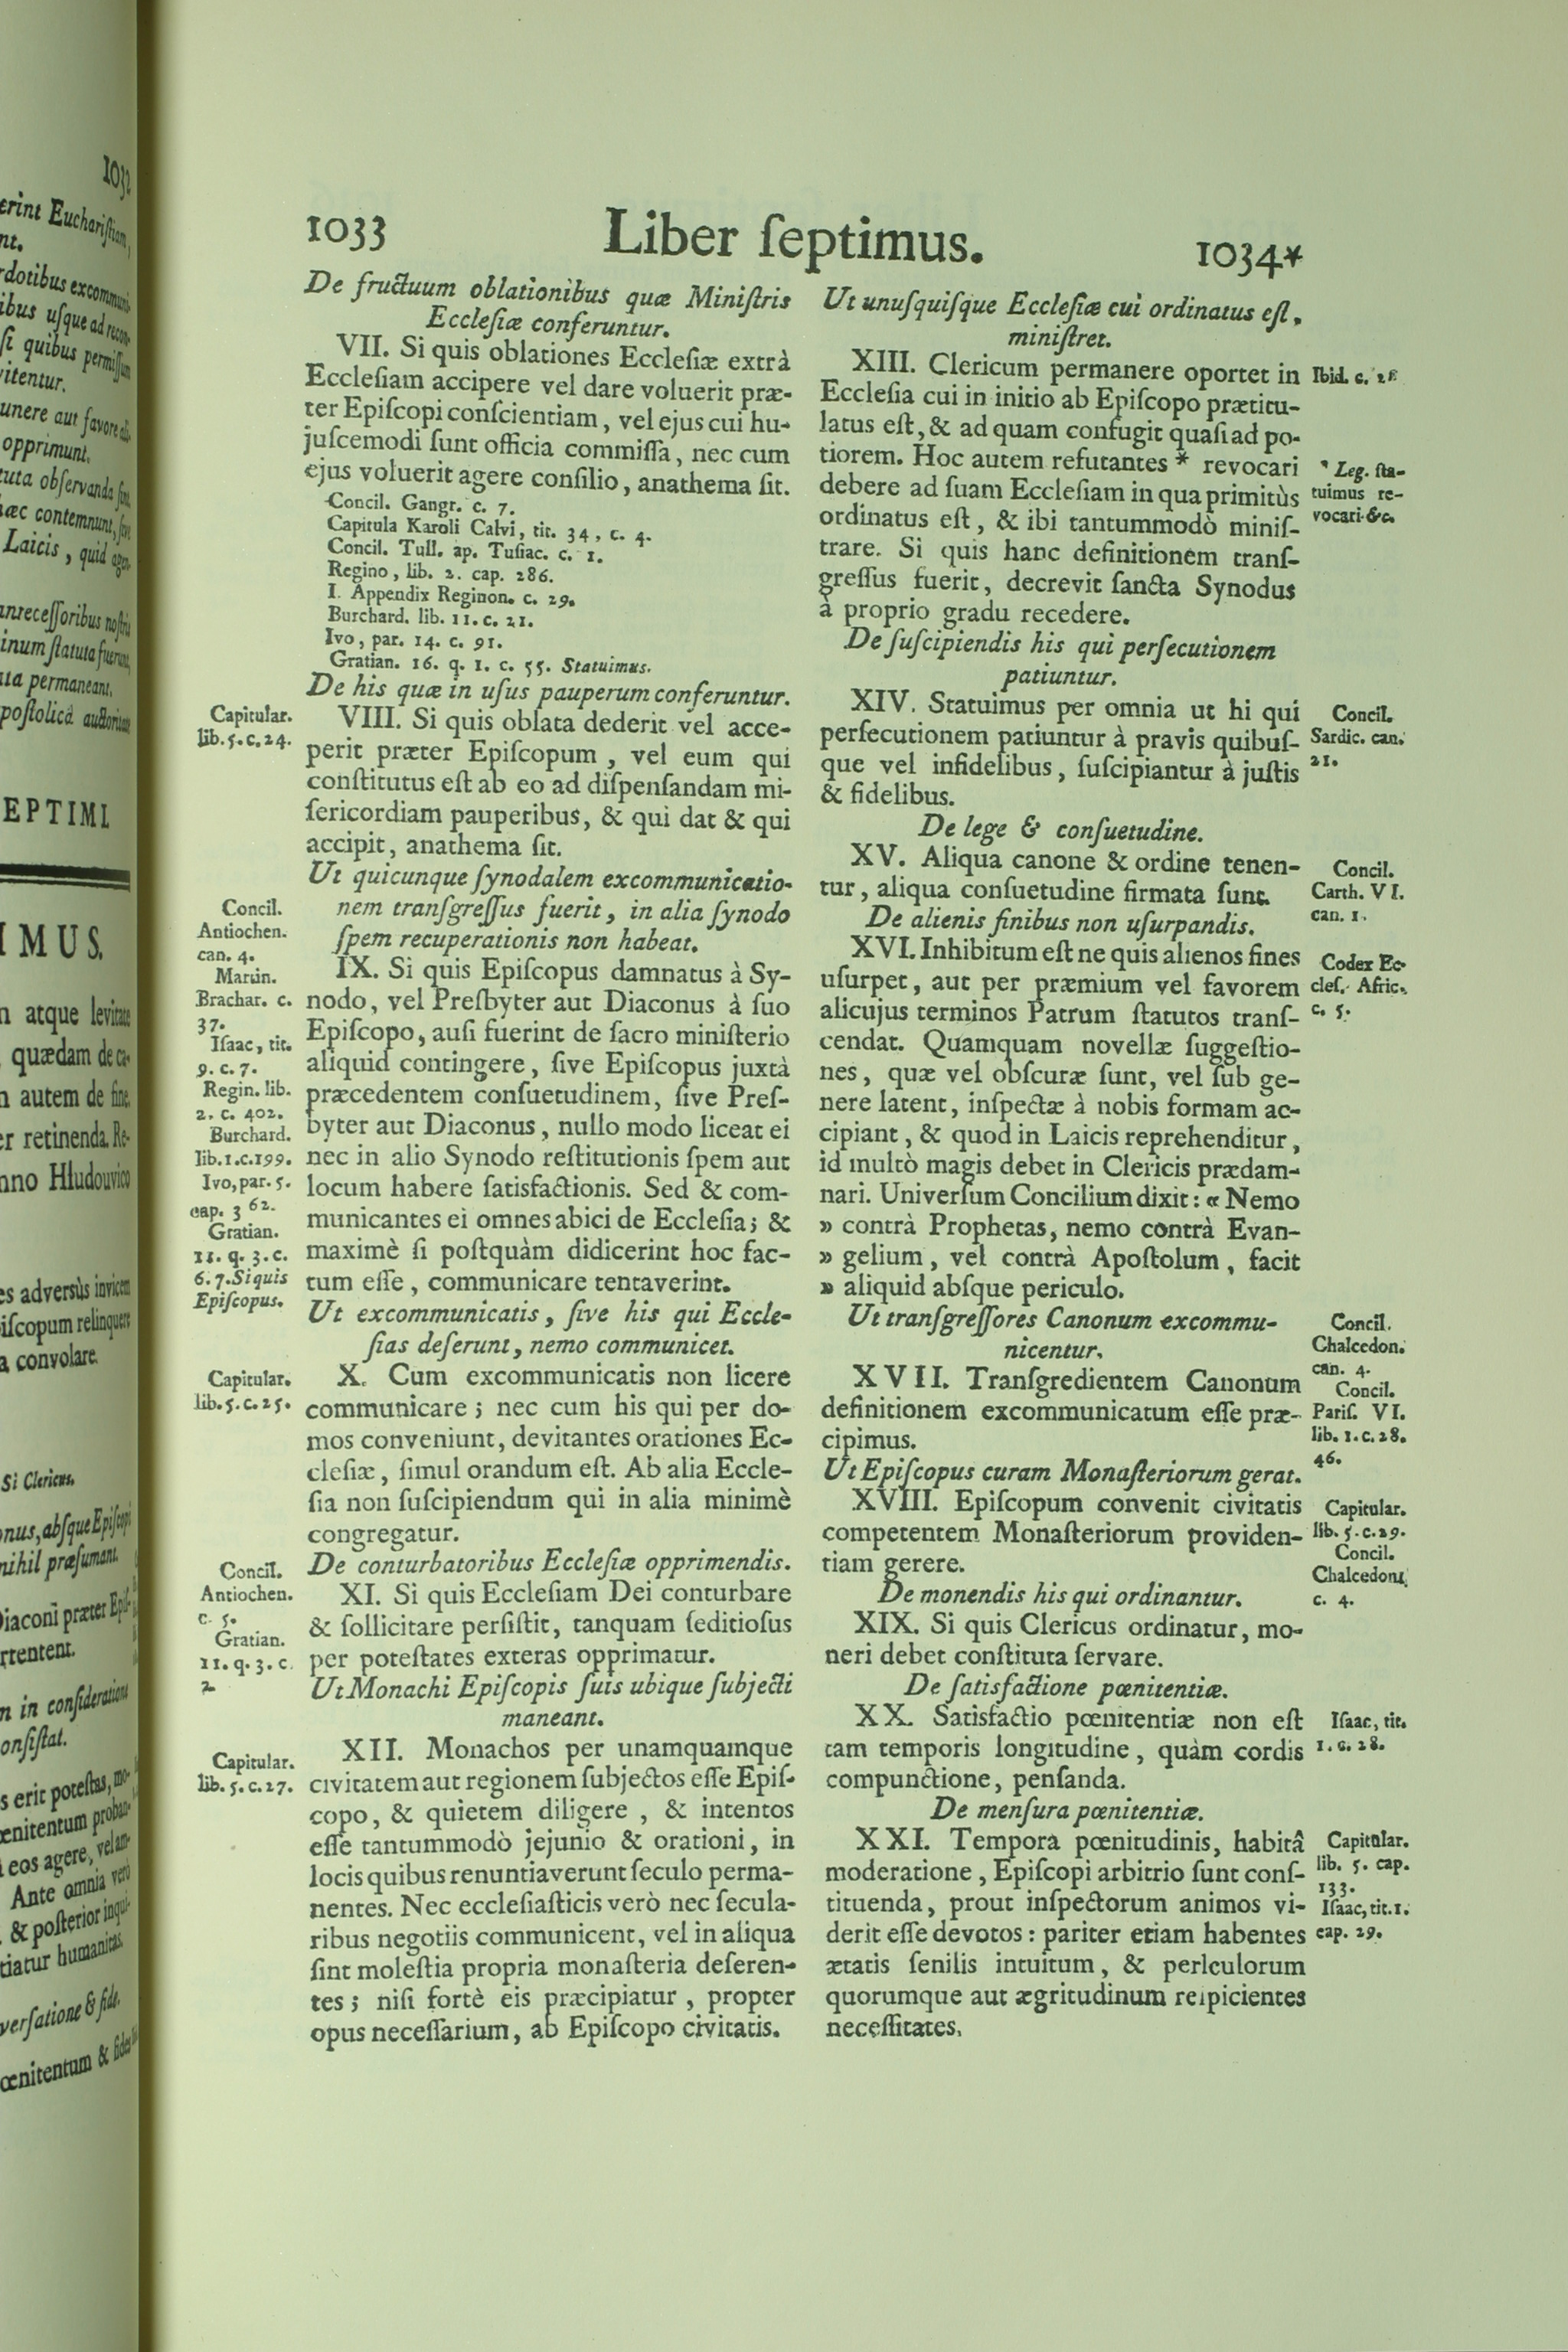 1033
Liber ſeptimus.
1034*
De fructuum oblationibus quæ Miniſtris
Eccleſiæ conferuntur.
VII. Si quis oblationes Eccleſiæ extrà
Eccleſiam accipere vel dare voluerit præ-
ter Epiſcopi conſcientiam, vel ejus cui hu-
juſcemodi ſunt officia commiſſa, nec cum
ejus voluerit agere conſilio, anathema ſit.
Concil. Gangr. c. 7.
Capitula Karoli Calvi, tit. 34, c. 4.
Concil. Tull. ap. Tuſiac. c. 1.
Regino, lib. 2. cap. 286.
I. Appendix Reginon. c. 29.
Burchard. lib. 11. c. 21.
Ivo, par. 14. c. 91.
Gratian. 16. q. 1. c. 55. Statuimus.
De his quæ in uſus pauperum conferuntur.
Capitular.
lib. 5. c. 24.
VIII. Si quis oblata dederit vel acce-
perit præter Epiſcopum, vel eum qui
conſtitutus eſt ab eo ad diſpenſandam mi-
ſericordiam pauperibus, & qui dat & qui
accipit, anathema ſit.
Ut quicunque ſynodalem excommunicatio-
nem tranſgreſſus fuerit, in alia ſynodo
ſpem recuperationis non habeat.
Concil.
Antiochen.
can. 4.
Martin.
Brachar. c.
37.
Iſaac, tit.
9. c. 7.
Regin. lib.
2. c. 402.
Burchard.
lib. 1. c. 199.
Ivo, par. 5.
cap. 362.
Gratian.
11. q. 3. c.
6. 7. Si quis
Epiſcopus.
IX. Si quis Epiſcopus damnatus à Sy-
nodo, vel Preſbyter aut Diaconus à ſuo
Epiſcopo, auſi fuerint de ſacro miniſterio
aliquid contingere, ſive Epiſcopus juxtà
præcedentem conſuetudinem, ſive Preſ-
byter aut Diaconus, nullo modo liceat ei
nec in alio Synodo reſtitutionis ſpem aut
locum habere ſatisfactionis. Sed & com-
municantes ei omnes abici de Eccleſia; &
maximè ſi poſtquàm didicerint hoc fac-
tum eſſe, communicare tentaverint.
Ut excommunicatis, ſive his qui Eccle-
ſias deſerunt, nemo communicet.
Capitular.
lib. 5. c. 25.
X. Cum excommunicatis non licere
communicare; nec cum his qui per do-
mos conveniunt, devitantes orationes Ec-
cleſiæ, ſimul orandum eſt. Ab alia Eccle-
ſia non ſuſcipiendum qui in alia minimè
congregatur.
De conturbatoribus Eccleſiæ opprimendis.
Concil.
Antiochen.
c. 5.
Gratian.
11. q. 3. c.
2.
XI. Si quis Eccleſiam Dei conturbare
& ſollicitare perſiſtit, tanquam ſeditioſus
per poteſtates exteras opprimatur.
Ut Monachi Epiſcopis ſuis ubique ſubjecti
maneant.
Capitular.
lib. 5. c. 27.
XII. Monachos per unamquamque
civitatem aut regionem ſubjectos eſſe Epiſ-
copo, & quietem diligere, & intentos
eſſe tantummodò jejunio & orationi, in
locis quibus renuntiaverunt ſeculo perma-
nentes. Nec eccleſiaſticis verò nec ſecula-
ribus negotiis communicent, vel in aliqua
ſint moleſtia propria monaſteria deſeren-
tes; niſi fortè eis præcipiatur, propter
opus neceſſarium, ab Epiſcopo civitatis.
Ut unuſquiſque Eccleſiæ cui ordinatus eſt,
miniſtret.
XIII. Clericum permanere oportet in
Eccleſia cui in initio ab Epiſcopo prætitu-
latus eſt, & ad quam confugit quaſi ad po-
tiorem. Hoc autem refutantes * revocari
debere ad ſuam Eccleſiam in qua primitùs
ordinatus eſt, & ibi tantummodò miniſ-
trare. Si quis hanc definitionem tranſ-
greſſus fuerit, decrevit ſancta Synodus
à proprio gradu recedere.
Ibid. c.
* Leg. ſta-
tuimus re-
vocari &c.
De ſuſcipiendis his qui perſecutionem
patiuntur.
XIV. Statuimus per omnia ut hi qui
perſecutionem patiuntur à pravis quibuſ-
que vel infidelibus, ſuſcipiantur à juſtis
& fidelibus.
Concil.
Sardic. can.
21.
De lege & conſuetudine.
XV. Aliqua canone & ordine tenen-
tur, aliqua conſuetudine firmata ſunt.
Concil.
Carth. VI.
can. 1.
De alienis finibus non uſurpandis.
XVI. Inhibitum eſt ne quis alienos fines
uſurpet, aut per præmium vel favorem
alicujus terminos Patrum ſtatutos tranſ-
cendat. Quamquam novellæ ſuggeſtio-
nes, quæ vel obſcuræ ſunt, vel ſub ge-
nere latent, inſpectæ à nobis formam ac-
cipiant, & quod in Laicis reprehenditur,
id multò magis debet in Clericis prædam-
nari. Univerſum Concilium dixit: « Nemo
» contrà Prophetas, nemo contrà Evan-
» gelium, vel contrà Apoſtolum, facit
» aliquid abſque periculo.
Codex Ec-
cleſ. Afric.
c. 5.
Ut tranſgreſſores Canonum excommu-
nicentur.
XVII. Tranſgredientem Canonum
definitionem excommunicatum eſſe præ-
cipimus.
Concil.
Chalcedon.
can. 4.
Concil.
Pariſ. VI.
lib. 1. c. 28.
46.
Ut Epiſcopus curam Monaſteriorum gerat.
XVIII. Epiſcopum convenit civitatis
competentem Monaſteriorum providen-
tiam gerere.
Capitular.
lib. 5. c. 29.
Concil.
Chalcedon.
c. 4.
De monendis his qui ordinantur.
XIX. Si quis Clericus ordinatur, mo-
neri debet conſtituta ſervare.
De ſatisfactione pœnitentiæ.
XX. Satisfactio pœnitentiæ non eſt
tam temporis longitudine, quàm cordis
compunctione, penſanda.
Iſaac, tit.
1. c. 28.
De menſura pœnitentiæ.
XXI. Tempora pœnitudinis, habitâ
moderatione, Epiſcopi arbitrio ſunt conſ-
tituenda, prout inſpectorum animos vi-
derit eſſe devotos: pariter etiam habentes
ætatis ſenilis intuitum, & perlculorum
quorumque aut ægritudinum reſpicientes
neceſſitates.
Capitular.
lib. 5. cap.
133.
Iſaac, tit. 1.
cap. 29.